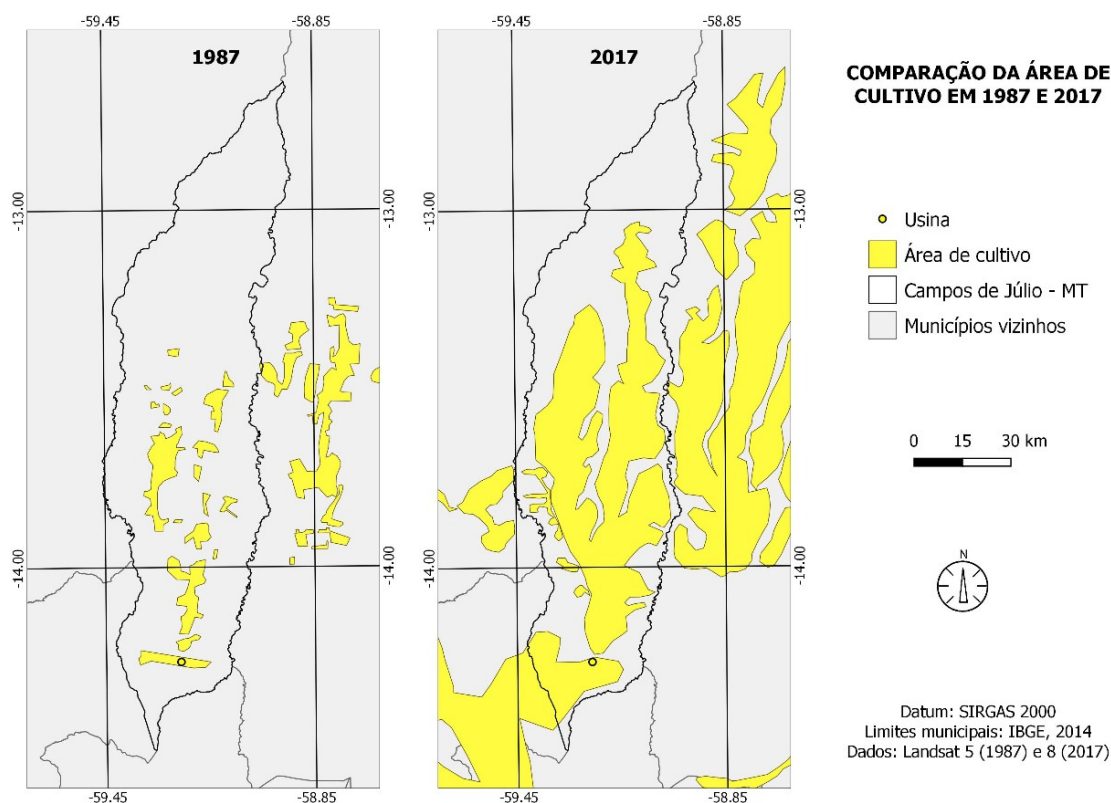 -59.45
-58.85
1987
-13.00
-14.00
-59.45
-58.85
-59.45
-58.85
2017
-13.00
-14.00
-59.45
-58.85
COMPARAÇÃO DA ÁREA DE
CULTIVO EM 1987 E 2017
Usina
Área de cultivo
Campos de Júlio - MT
Municípios vizinhos
0 15 30 km
N
Datum: SIRGAS 2000
Limites municipais: IBGE, 2014
Dados: Landsat 5 (1987) e 8 (2017)
-13.00
-14.00